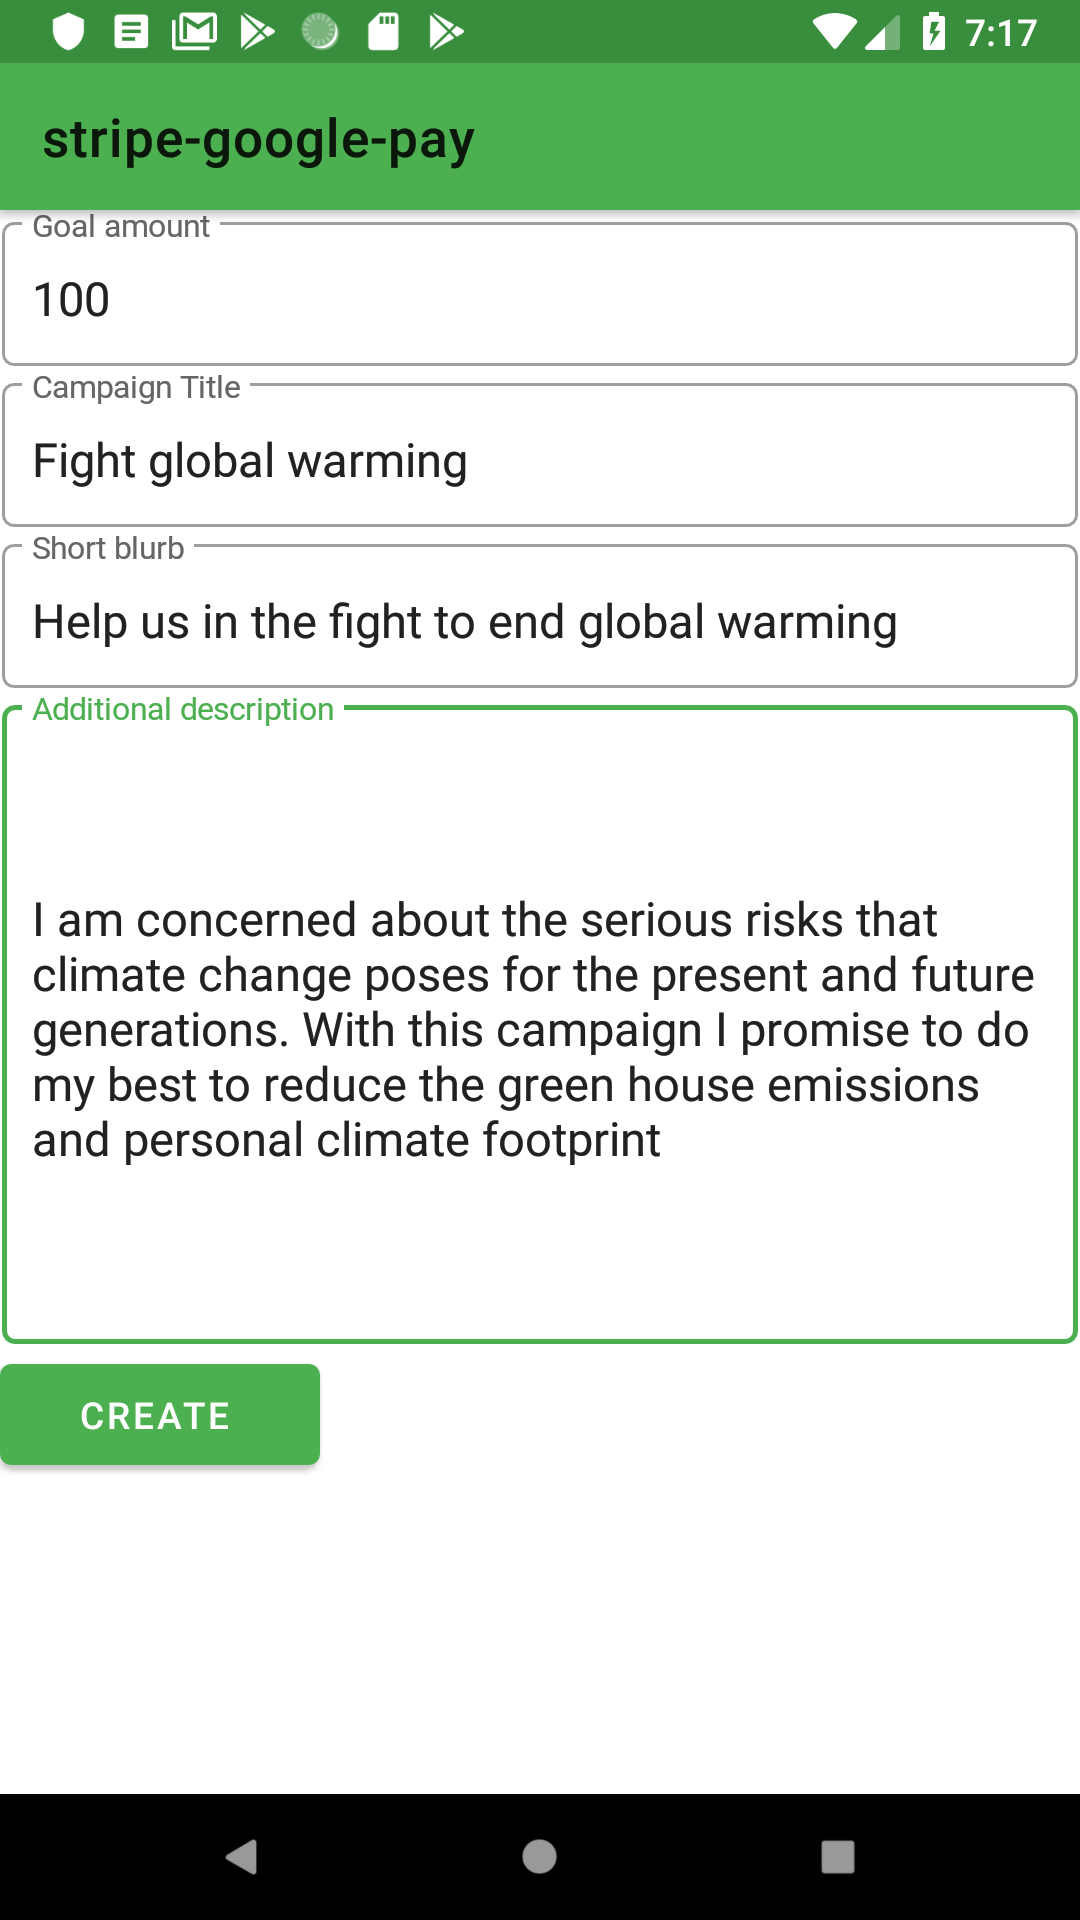 7:17
stripe-google-pay
Goal amount
100
Campaign Title
Fight global warming
Short blurb
Help us in the fight to end global warming
Additional description
I am concerned about the serious risks that
climate change poses for the present and future
generations. With this campaign I promise to do
my best to reduce the green house emissions
and personal climate footprint
CREATE